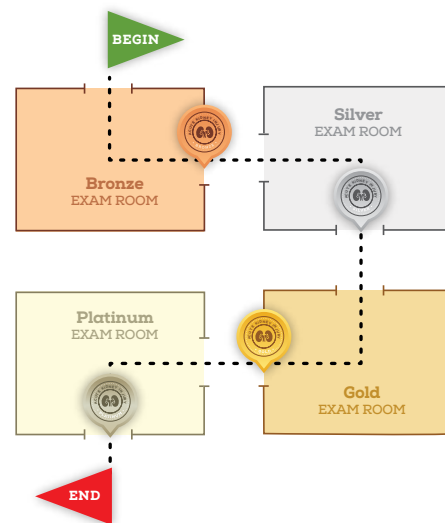 BEGIN
Silver
EXAM ROOM
Bronze
EXAM ROOM
Platinum
EXAM ROOM
Gold
EXAM ROOM
END